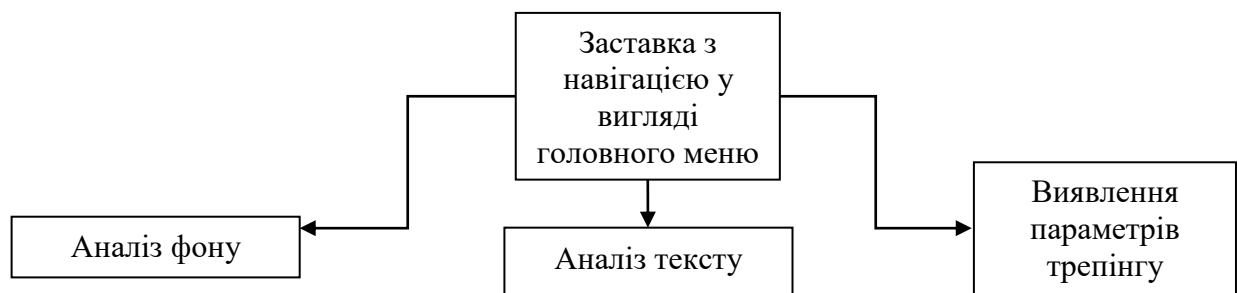 Заставка з
навігацією у
вигляді
головного меню
Аналіз фону
Аналіз тексту
Виявлення
параметрів
трепінгу